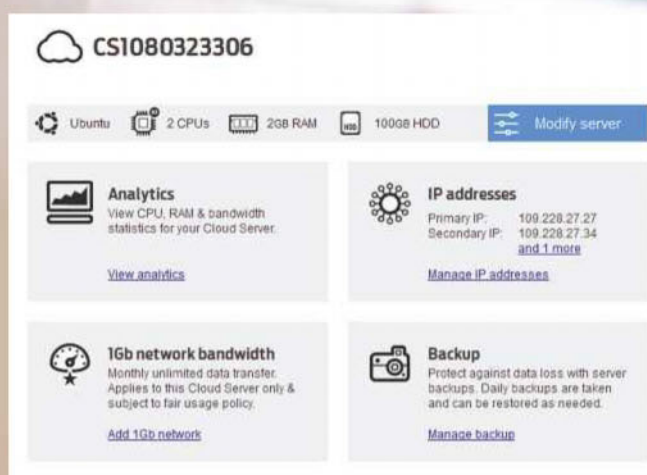 CS1080323306
Ubuntu 2 CPUs 2GB RAM HDD 100GB HDD Modify server
Analytics
View CPU, RAM & bandwidth
statistics for your Cloud Server.
View analytics
IP addresses
Primary IP: 109.228.27.27
Secondary IP: 109.228.27.34
and 1 more
Manage IP addresses
1Gb network bandwidth
Monthly unlimited data transfer.
Applies to this Cloud Server only &
subject to fair usage policy.
Add 1Gb network
Backup
Protect against data loss with server
backups. Daily backups are taken
and can be restored as needed.
Manage backup